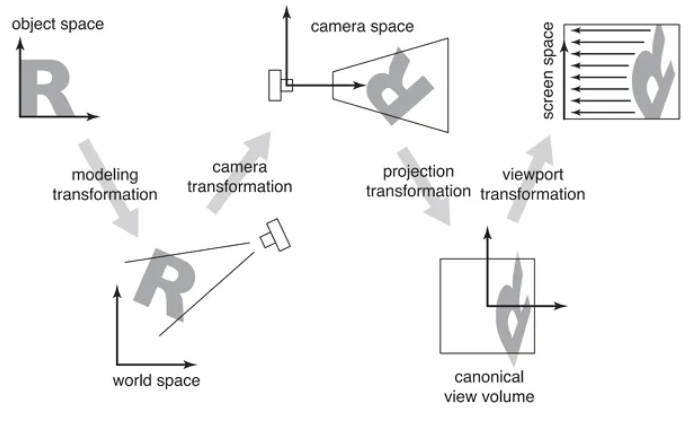 object space
camera space
screen space
modeling
transformation
camera
transformation
projection
transformation
viewport
transformation
world space
canonical
view volume